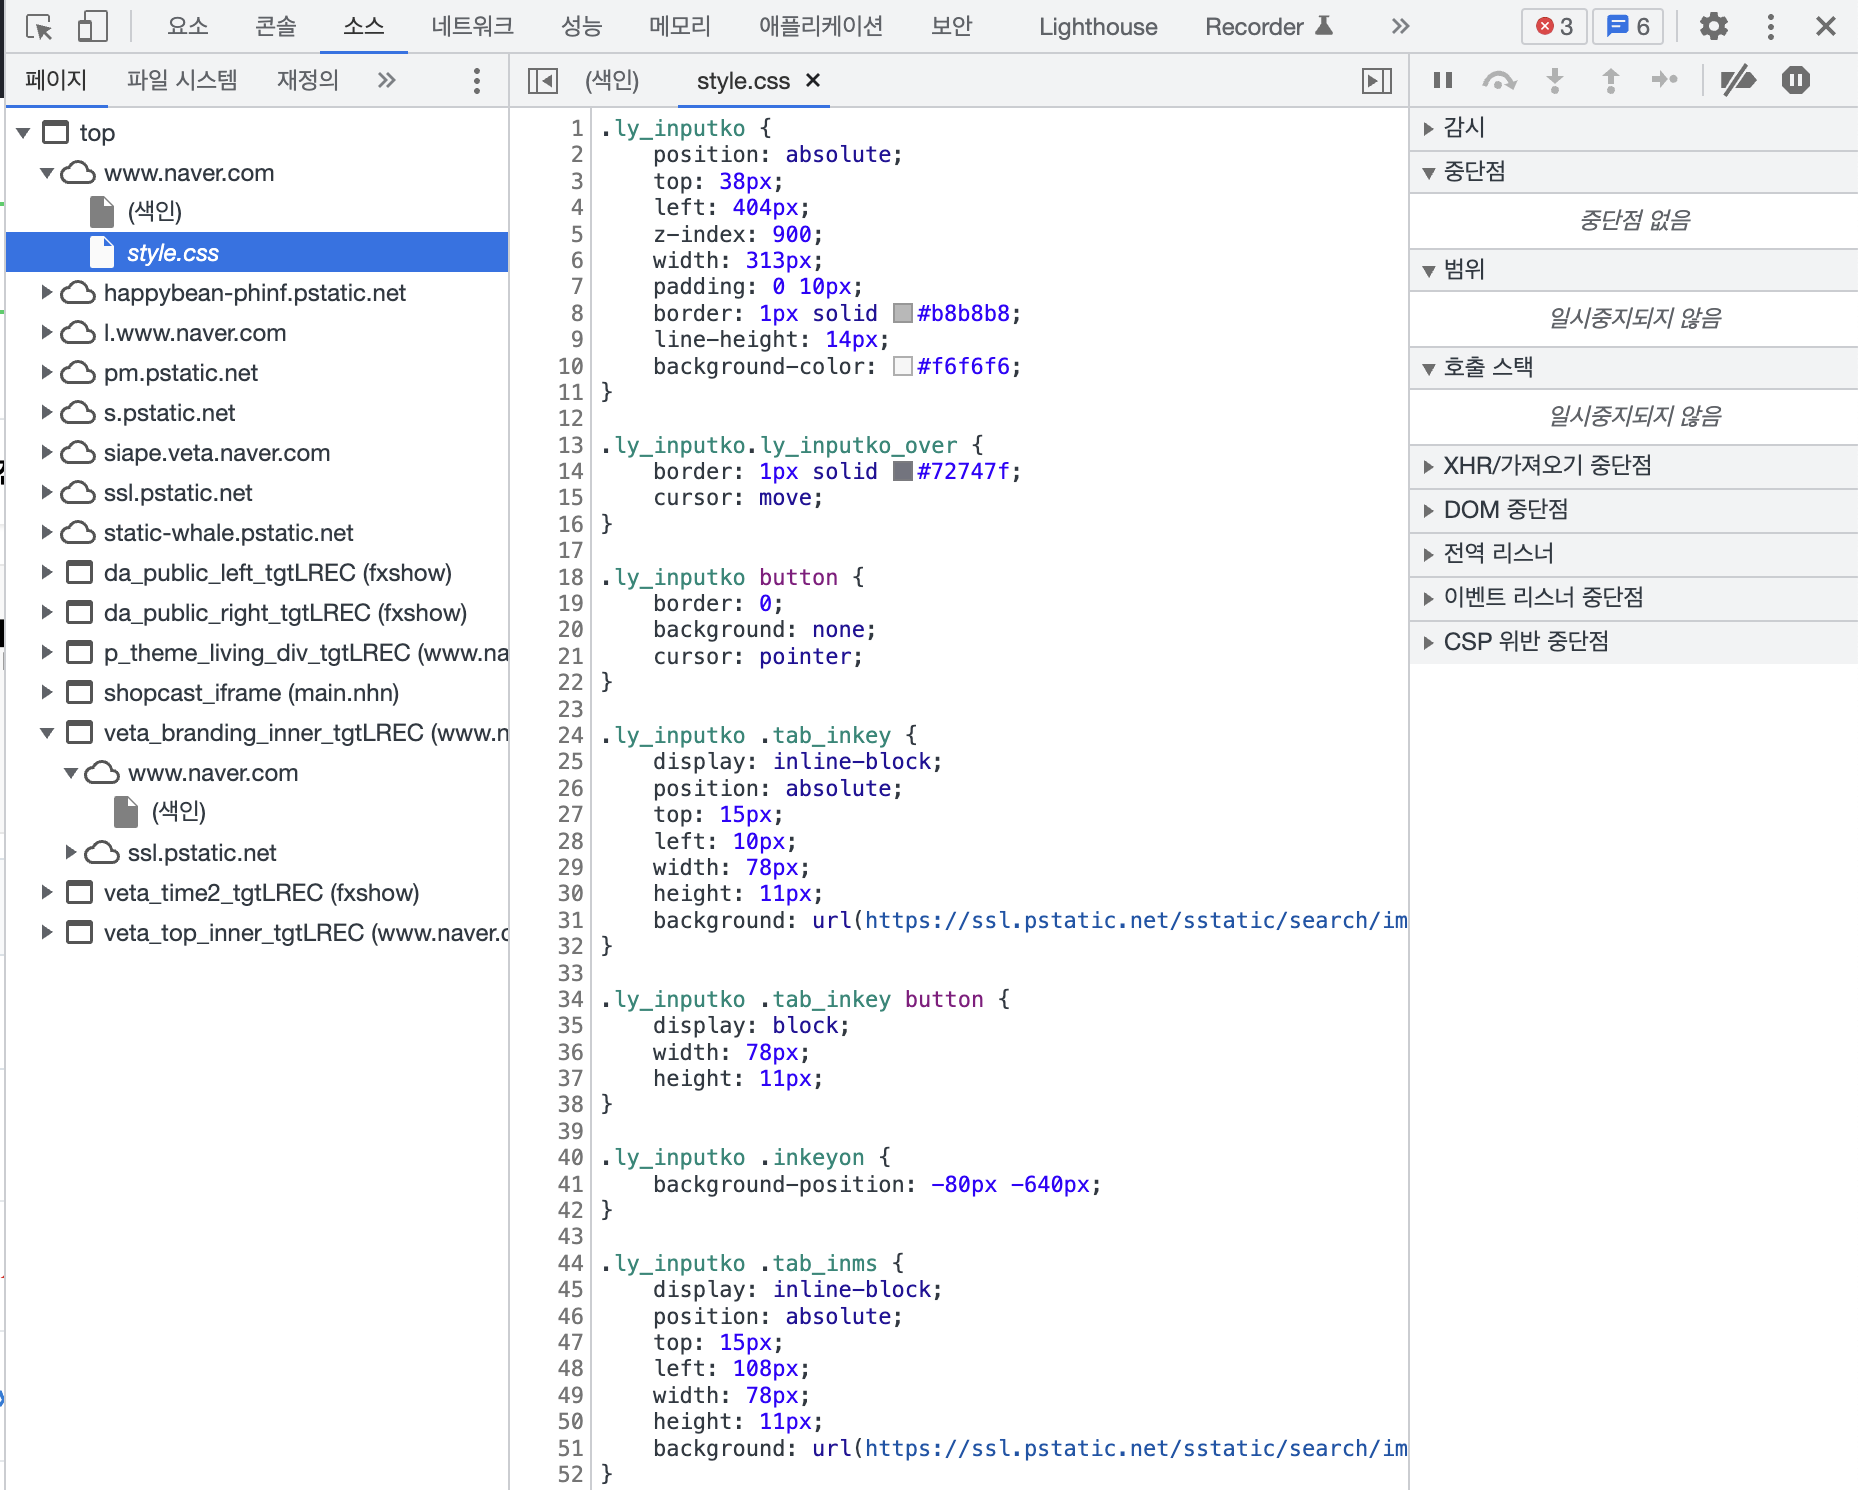 요소 콘솔 소스 네트워크 성능 메모리 애플리케이션 보안 Lighthouse Recorder 3 6
페이지 파일 시스템 재정의
top
www.naver.com
(색인)
style.css
happybean-phinf.pstatic.net
l.www.naver.com
pm.pstatic.net
s.pstatic.net
siape.veta.naver.com
ssl.pstatic.net
static-whale.pstatic.net
da_public_left_tgtLREC (fxshow)
da_public_right_tgtLREC (fxshow)
p_theme_living_div_tgtLREC (www.na
shopcast_iframe (main.nhn)
veta_branding_inner_tgtLREC (www.n
www.naver.com
(색인)
ssl.pstatic.net
veta_time2_tgtLREC (fxshow)
veta_top_inner_tgtLREC (www.naver.c
(색인) style.css
1 .ly_inputko {
2 position: absolute;
3 top: 38px;
4 left: 404px;
5 z-index: 900;
6 width: 313px;
7 padding: 0 10px;
8 border: 1px solid #b8b8b8;
9 line-height: 14px;
10 background-color: #f6f6f6;
11 }
12
13 .ly_inputko.ly_inputko_over {
14 border: 1px solid #72747f;
15 cursor: move;
16 }
17
18 .ly_inputko button {
19 border: 0;
20 background: none;
21 cursor: pointer;
22 }
23
24 .ly_inputko .tab_inkey {
25 display: inline-block;
26 position: absolute;
27 top: 15px;
28 left: 10px;
29 width: 78px;
30 height: 11px;
31 background: url(https://ssl.pstatic.net/sstatic/search/im
32 }
33
34 .ly_inputko .tab_inkey button {
35 display: block;
36 width: 78px;
37 height: 11px;
38 }
39
40 .ly_inputko .inkeyon {
41 background-position: -80px -640px;
42 }
43
44 .ly_inputko .tab_inms {
45 display: inline-block;
46 position: absolute;
47 top: 15px;
48 left: 108px;
49 width: 78px;
50 height: 11px;
51 background: url(https://ssl.pstatic.net/sstatic/search/im
52 }
감시
중단점
중단점 없음
범위
일시중지되지 않음
호출 스택
일시중지되지 않음
XHR/가져오기 중단점
DOM 중단점
전역 리스너
이벤트 리스너 중단점
CSP 위반 중단점